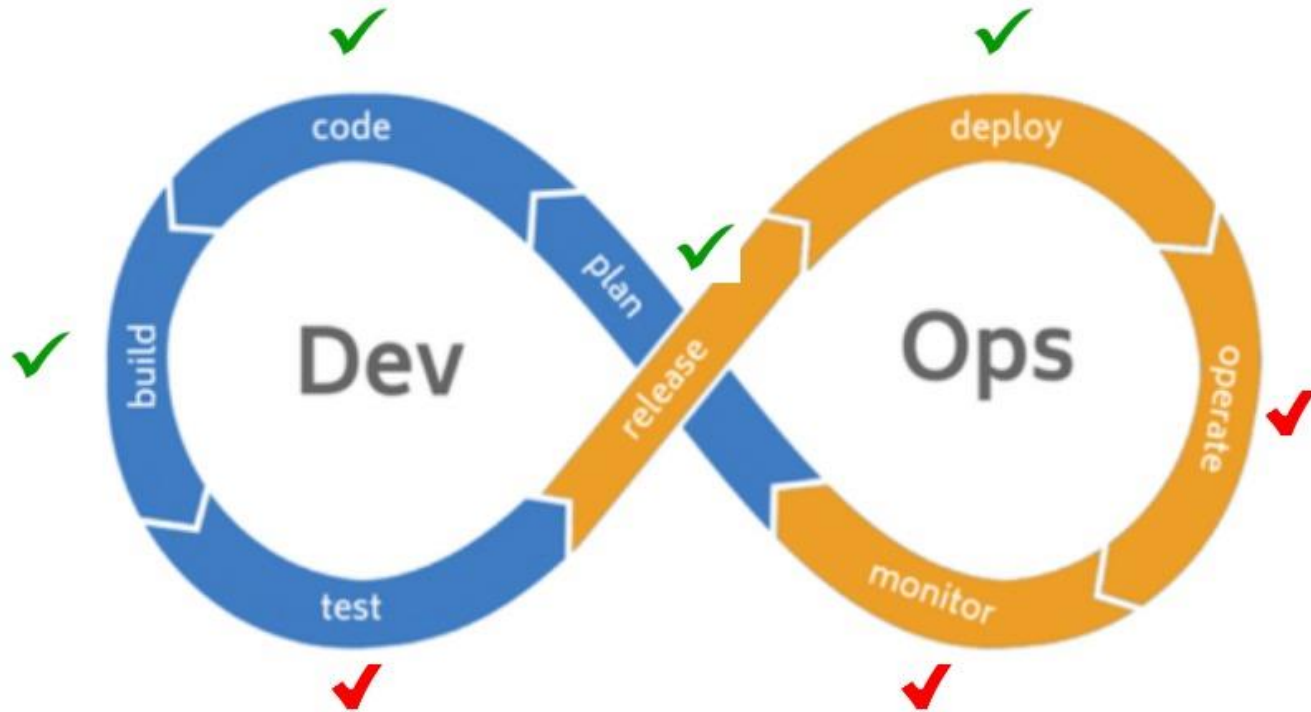 code
deploy
plan
build
Dev
release
Ops
operate
test
monitor